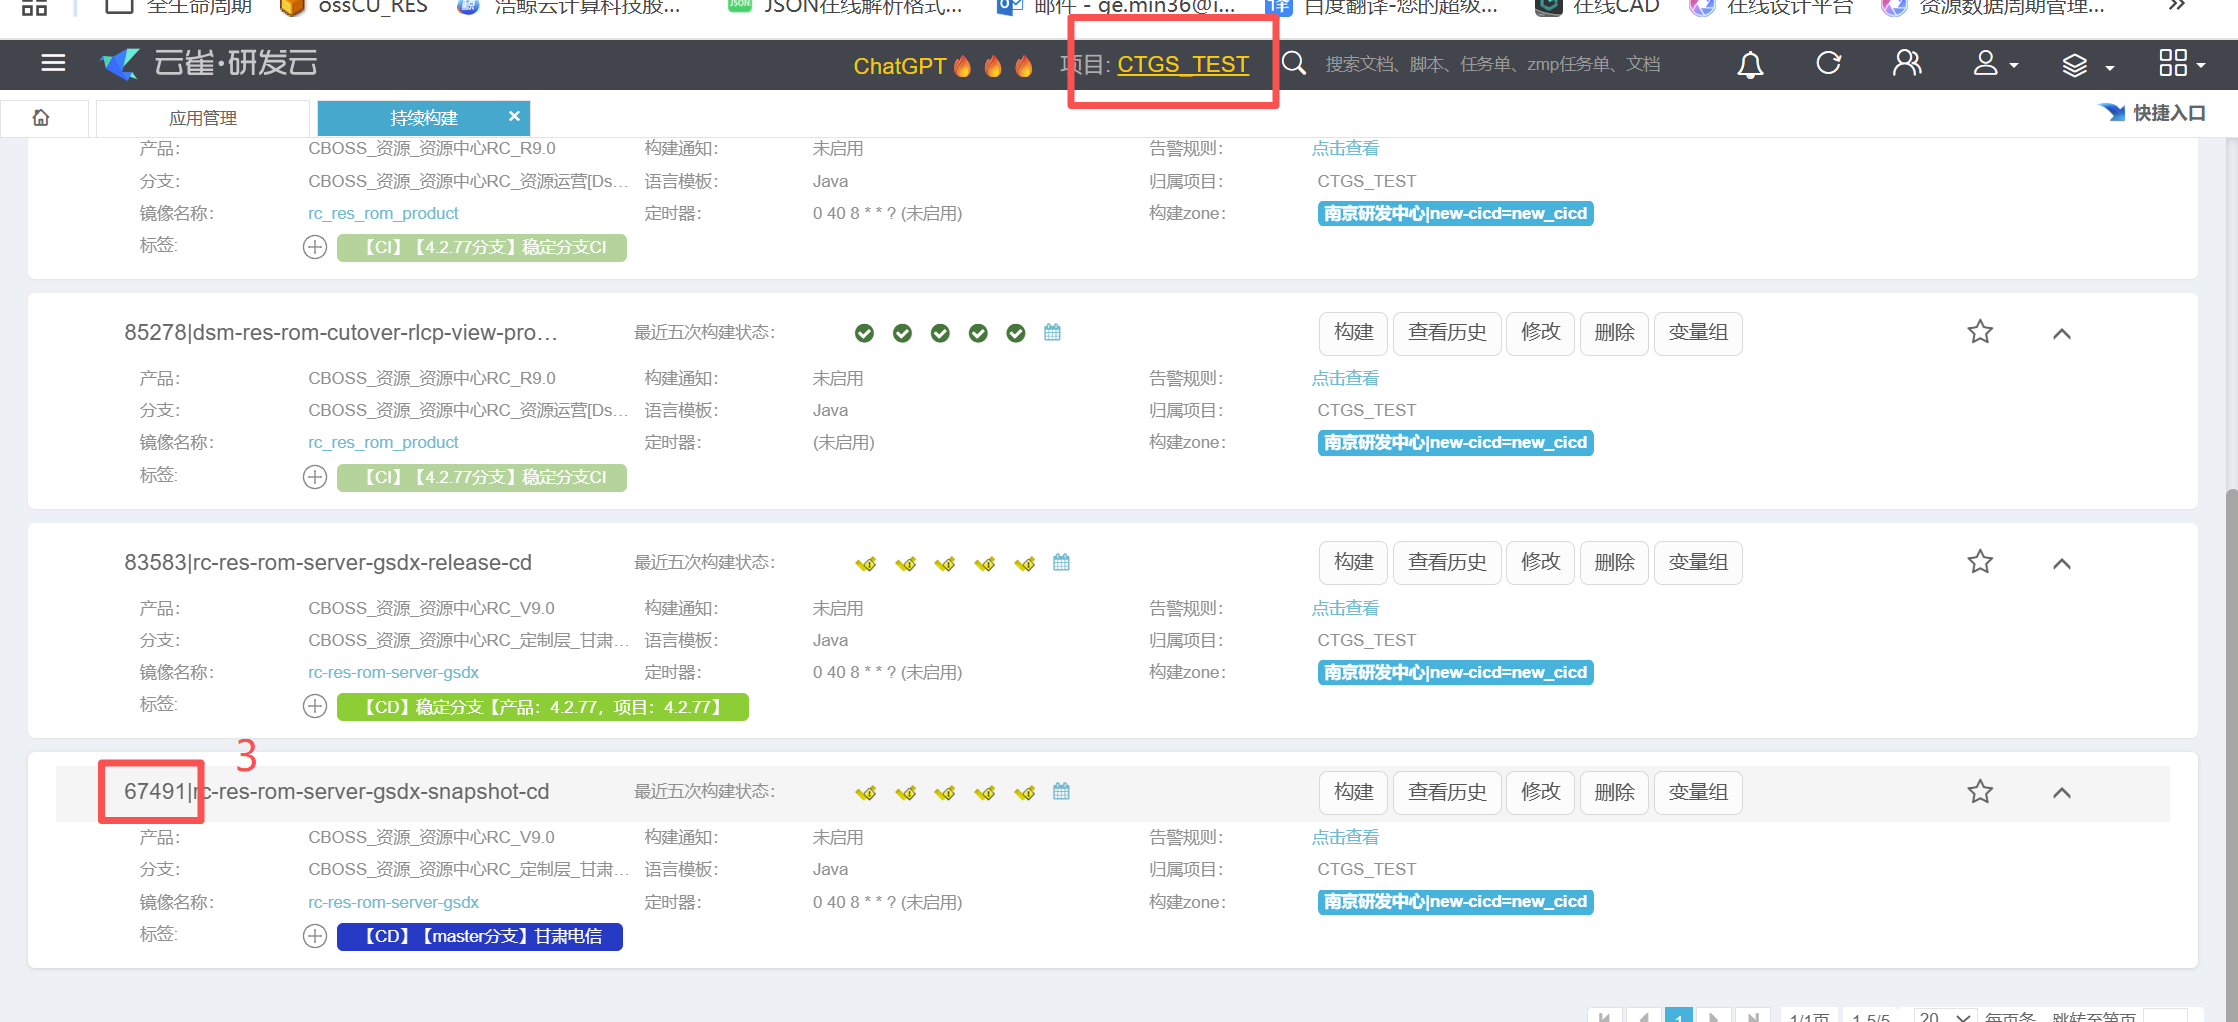 全生命周期 ossCU_RES 浩鲸云计算科技股... JSON在线解析格式... 邮件 - ge.min36@i... 百度翻译-您的超级... 在线CAD 在线设计平台 资源数据周期管理... »
云雀·研发云 ChatGPT 项目: CTGS_TEST 搜索文档、脚本、任务单、zmp任务单、文档
应用管理 持续构建 × 快捷入口
产品： CBOSS_资源_资源中心RC_R9.0 构建通知： 未启用 告警规则： 点击查看
分支： CBOSS_资源_资源中心RC_资源运营[Ds... 语言模板： Java 归属项目： CTGS_TEST
镜像名称： rc_res_rom_product 定时器： 0 40 8 * * ? (未启用) 构建zone： 南京研发中心|new-cicd=new_cicd
标签: 【CI】【4.2.77分支】稳定分支CI
85278|dsm-res-rom-cutover-rlcp-view-pro... 最近五次构建状态： 构建 查看历史 修改 删除 变量组
产品： CBOSS_资源_资源中心RC_R9.0 构建通知： 未启用 告警规则： 点击查看
分支： CBOSS_资源_资源中心RC_资源运营[Ds... 语言模板： Java 归属项目： CTGS_TEST
镜像名称： rc_res_rom_product 定时器： (未启用) 构建zone： 南京研发中心|new-cicd=new_cicd
标签: 【CI】【4.2.77分支】稳定分支CI
83583|rc-res-rom-server-gsdx-release-cd 最近五次构建状态： 构建 查看历史 修改 删除 变量组
产品： CBOSS_资源_资源中心RC_V9.0 构建通知： 未启用 告警规则： 点击查看
分支： CBOSS_资源_资源中心RC_定制层_甘肃... 语言模板： Java 归属项目： CTGS_TEST
镜像名称： rc-res-rom-server-gsdx 定时器： 0 40 8 * * ? (未启用) 构建zone： 南京研发中心|new-cicd=new_cicd
标签: 【CD】稳定分支【产品：4.2.77，项目：4.2.77】
3
67491|rc-res-rom-server-gsdx-snapshot-cd 最近五次构建状态： 构建 查看历史 修改 删除 变量组
产品： CBOSS_资源_资源中心RC_V9.0 构建通知： 未启用 告警规则： 点击查看
分支： CBOSS_资源_资源中心RC_定制层_甘肃... 语言模板： Java 归属项目： CTGS_TEST
镜像名称： rc-res-rom-server-gsdx 定时器： 0 40 8 * * ? (未启用) 构建zone： 南京研发中心|new-cicd=new_cicd
标签: 【CD】【master分支】甘肃电信
1 1/1页 1-5/5 20 每页条 跳转至第页